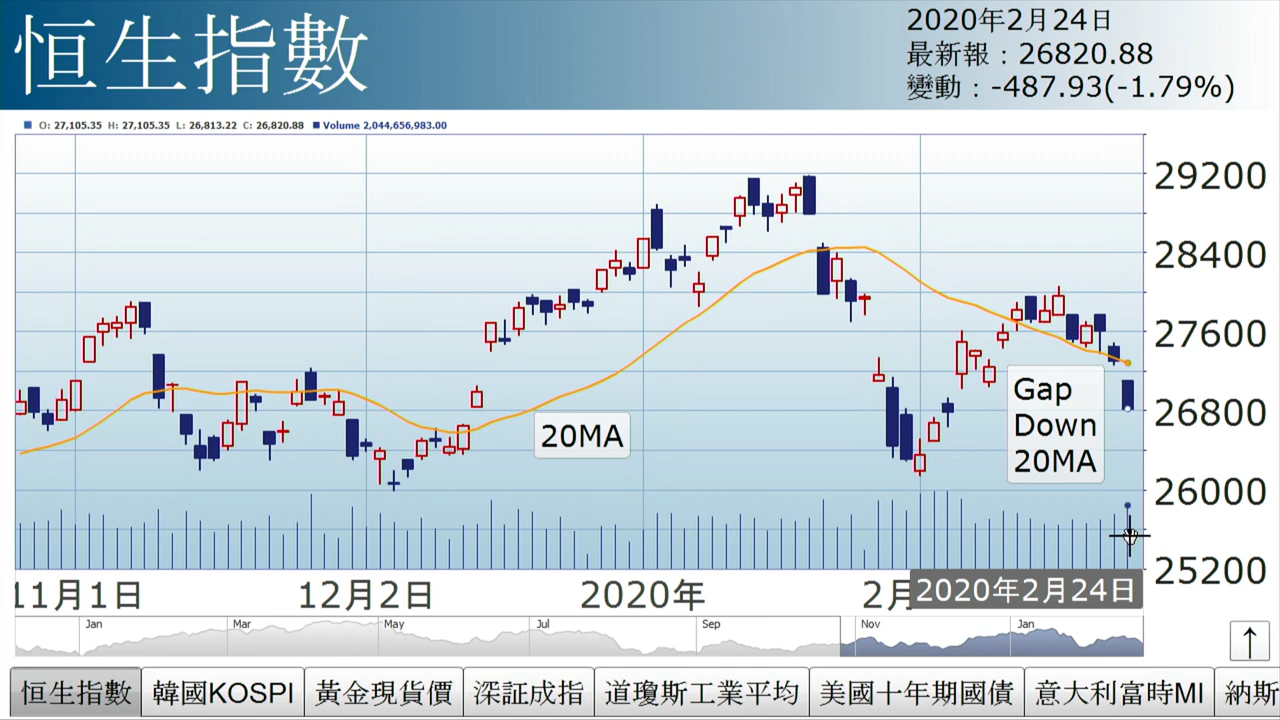 恒生指數
2020年2月24日
最新報：26820.88
變動：-487.93(-1.79%)
O: 27,105.35 H: 27,105.35 L: 26,813.22 C: 26,820.88 Volume 2,044,656,983.00
29200
28400
27600
26800
26000
25200
20MA
Gap
Down
20MA
11月1日 12月2日 2020年 2月 2020年2月24日
Jan Mar May Jul Sep Nov Jan
↑
恒生指數 韓國KOSPI 黃金現貨價 深証成指 道瓊斯工業平均 美國十年期國債 意大利富時MI 納斯